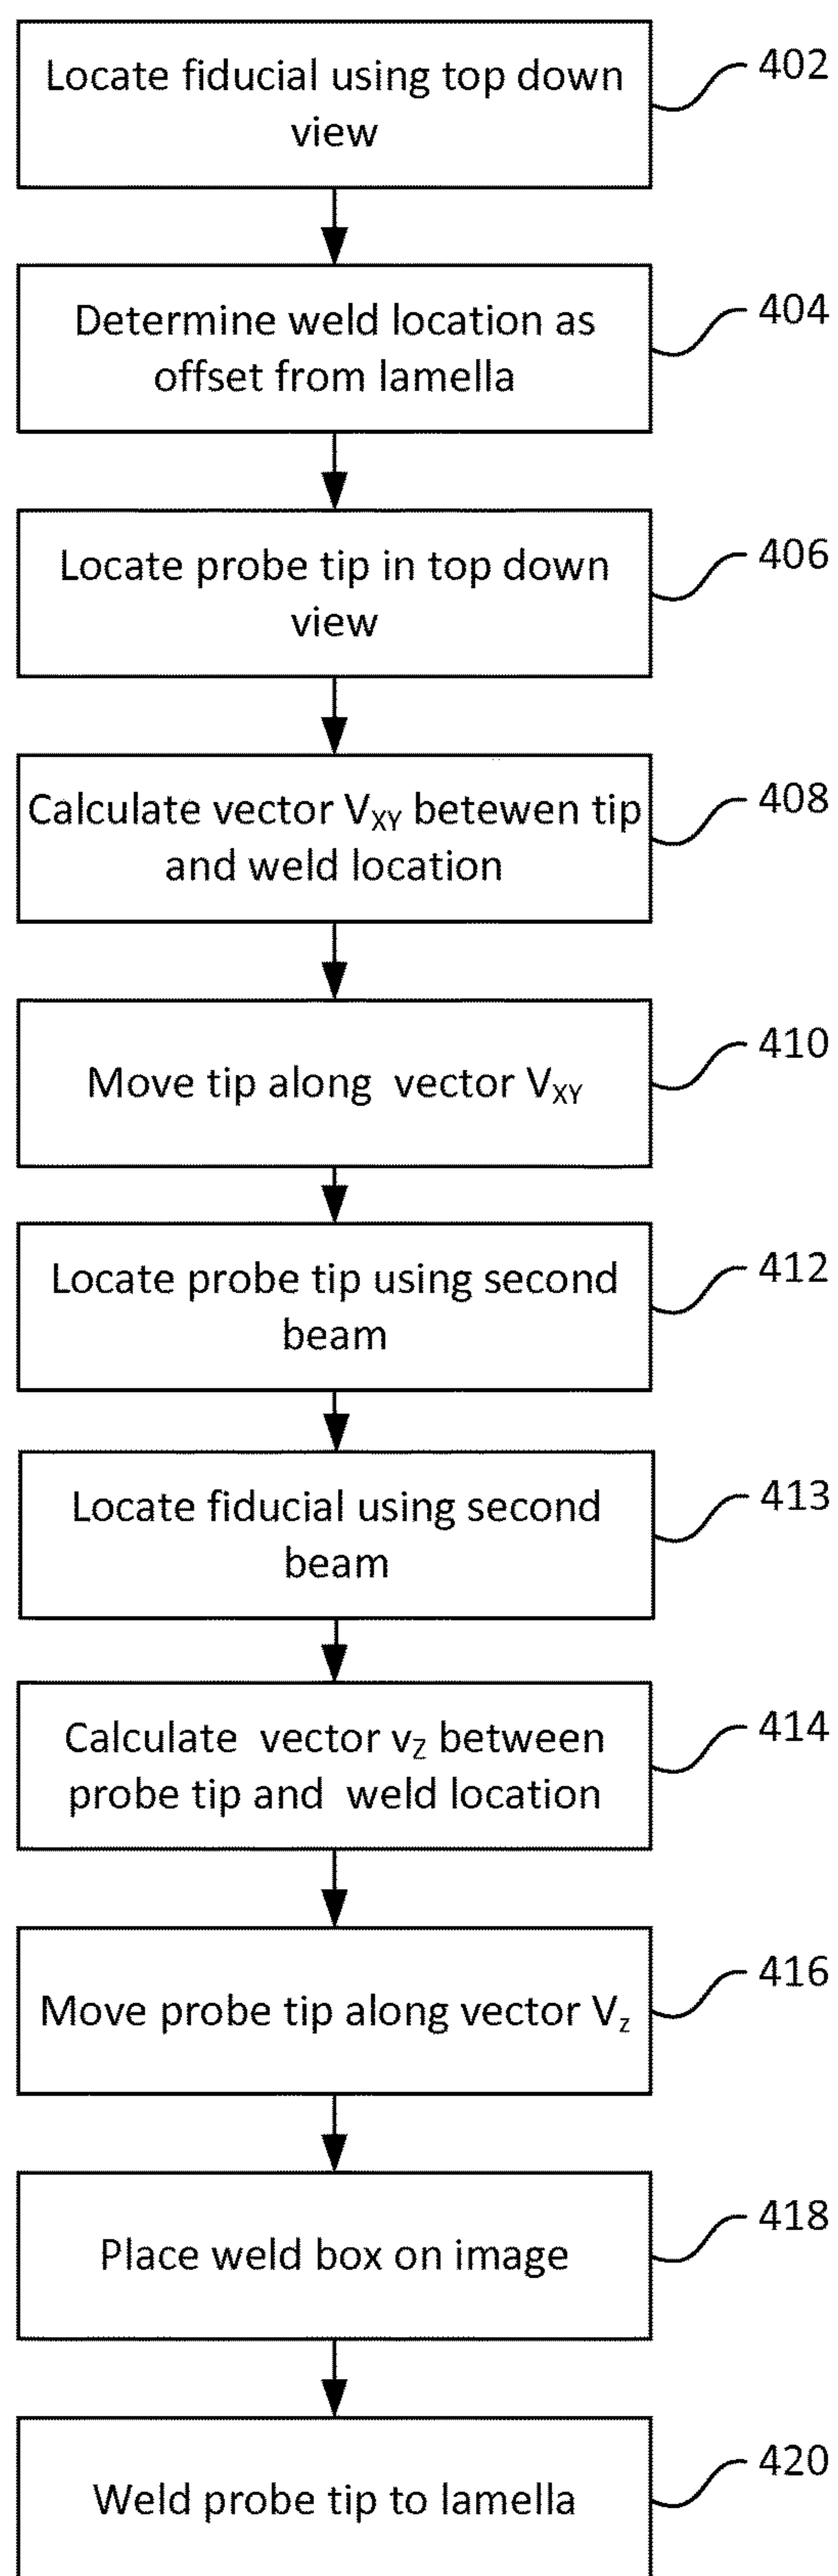 Locate fiducial using top down
view
402
Determine weld location as
offset from lamella
404
Locate probe tip in top down
view
406
Calculate vector VXY betewen tip
and weld location
408
Move tip along vector VXY
410
Locate probe tip using second
beam
412
Locate fiducial using second
beam
413
Calculate vector vZ between
probe tip and weld location
414
Move probe tip along vector Vz
416
Place weld box on image
418
Weld probe tip to lamella
420